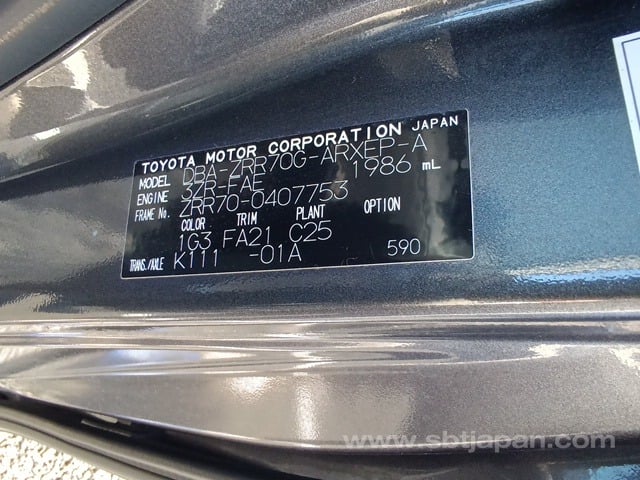 TOYOTA MOTOR CORPORATION JAPAN
MODEL DBA-ZRR70G-ARXEP-A
ENGINE 3ZR-FAE 1986 mL
FRAME No. ZRR70-0407753
COLOR TRIM PLANT OPTION
1G3 FA21 C25
TRANS./AXLE K111 -01A 590
www.sbtjapan.com